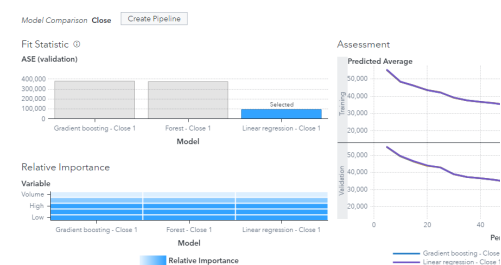 Model Comparison Close Create Pipeline
Fit Statistic
ASE (validation)
400,000
300,000
200,000
100,000
0
Selected
Gradient boosting - Close 1 Forest - Close 1 Linear regression - Close 1
Model
Relative Importance
Variable
Volume
High
Low
Gradient boosting - Close 1 Forest - Close 1 Linear regression - Close 1
Model
Relative Importance
Assessment
Predicted Average
Training
50,000
40,000
30,000
20,000
Validation
50,000
40,000
30,000
20,000
0 20 40
Pe
Gradient boosting - Close
Linear regression - Close 1